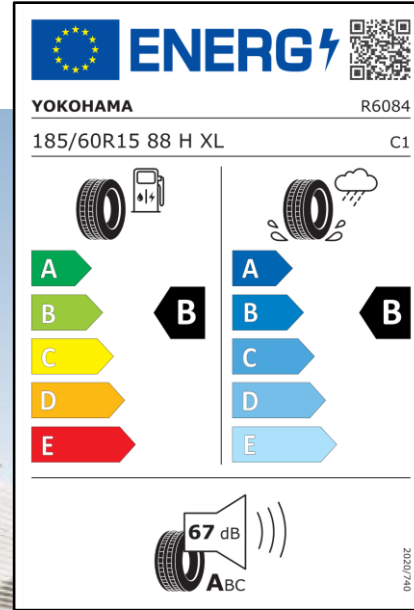 ENERG
YOKOHAMA R6084
185/60R15 88 H XL C1
A
B
C
D
E
B
A
B
C
D
E
B
67 dB
ABC
2020/740